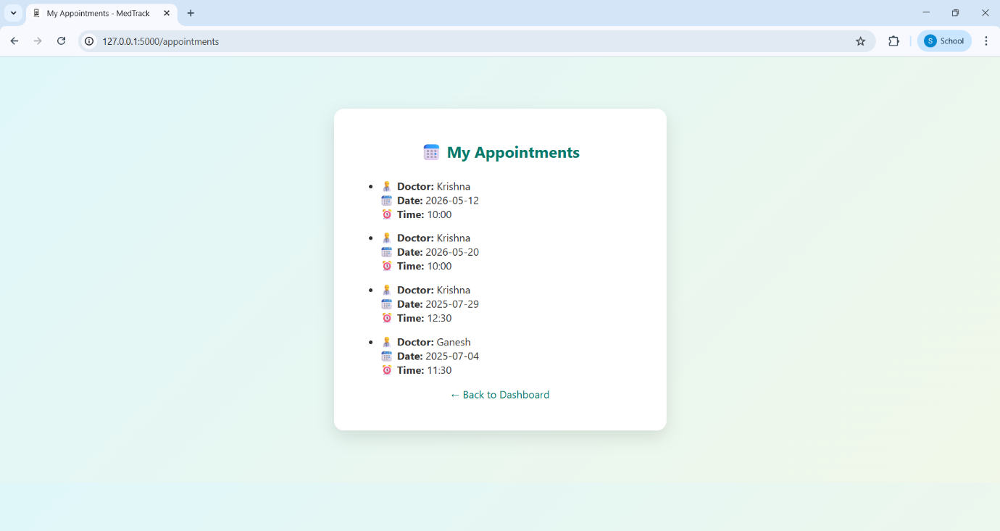 My Appointments - MedTrack
127.0.0.1:5000/appointments
S School
My Appointments
Doctor: Krishna
Date: 2026-05-12
Time: 10:00
Doctor: Krishna
Date: 2026-05-20
Time: 10:00
Doctor: Krishna
Date: 2025-07-29
Time: 12:30
Doctor: Ganesh
Date: 2025-07-04
Time: 11:30
← Back to Dashboard